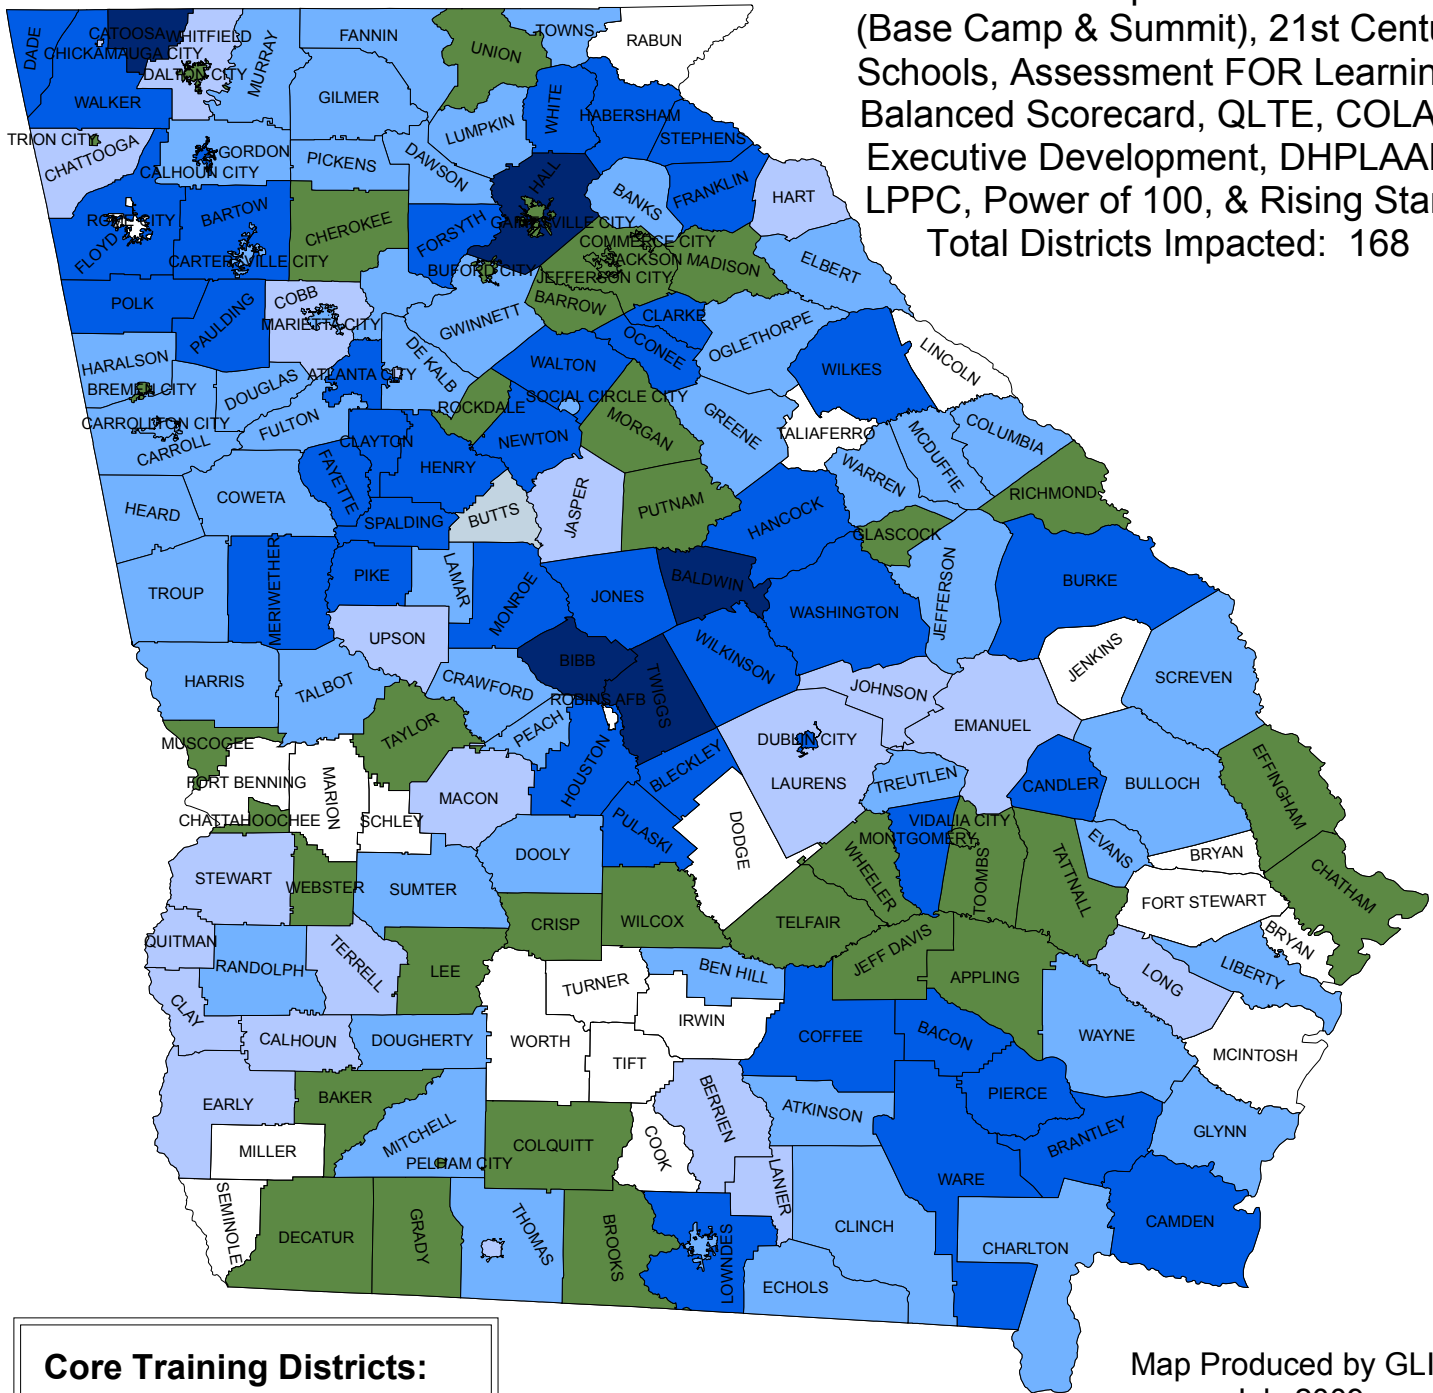 (Base Camp & Summit), 21st Centu
Schools, Assessment FOR Learnin
Balanced Scorecard, QLTE, COLA
Executive Development, DHPLAA
LPPC, Power of 100, & Rising Sta
Total Districts Impacted: 168
DADE
CATOOSA
WHITFIELD
CHICKAMAUGA CITY
DALTON CITY
MURRAY
FANNIN
UNION
TOWNS
RABUN
WALKER
GILMER
LUMPKIN
WHITE
HABERSHAM
STEPHENS
TRION CITY
CHATTOOGA
GORDON
CALHOUN CITY
PICKENS
DAWSON
HALL
BANKS
FRANKLIN
HART
ROME CITY
FLOYD
BARTOW
CARTERSVILLE CITY
CHEROKEE
FORSYTH
GAINESVILLE CITY
COMMERCE CITY
JACKSON
MADISON
JEFFERSON CITY
BUFORD CITY
ELBERT
POLK
PAULDING
COBB
MARIETTA CITY
GWINNETT
BARROW
CLARKE
OCONEE
OGLETHORPE
WILKES
LINCOLN
HARALSON
BREMEN CITY
DOUGLAS
ATLANTA CITY
DE KALB
WALTON
SOCIAL CIRCLE CITY
ROCKDALE
MORGAN
GREENE
TALIAFERRO
CARROLLTON CITY
CARROLL
FULTON
CLAYTON
HENRY
NEWTON
WARREN
MCDUFFIE
COLUMBIA
RICHMOND
HEARD
COWETA
FAYETTE
SPALDING
BUTTS
JASPER
PUTNAM
HANCOCK
GLASCOCK
JEFFERSON
BURKE
TROUP
MERIWETHER
PIKE
LAMAR
MONROE
JONES
BALDWIN
WASHINGTON
JENKINS
SCREVEN
UPSON
HARRIS
TALBOT
CRAWFORD
BIBB
ROBINS AFB
TWIGGS
WILKINSON
JOHNSON
EMANUEL
MUSCOGEE
TAYLOR
PEACH
HOUSTON
BLECKLEY
DUBLIN CITY
LAURENS
TREUTLEN
CANDLER
BULLOCH
EFFINGHAM
FORT BENNING
MARION
MACON
CHATTAHOOCHEE
SCHLEY
PULASKI
DODGE
VIDALIA CITY
MONTGOMERY
WHEELER
TOOMBS
TATTNALL
EVANS
BRYAN
CHATHAM
STEWART
WEBSTER
SUMTER
DOOLY
CRISP
WILCOX
TELFAIR
FORT STEWART
BRYAN
QUITMAN
RANDOLPH
TERRELL
LEE
TURNER
BEN HILL
JEFF DAVIS
APPLING
LONG
LIBERTY
CLAY
CALHOUN
DOUGHERTY
WORTH
IRWIN
TIFT
COFFEE
BACON
WAYNE
MCINTOSH
EARLY
BAKER
MITCHELL
PELHAM CITY
COLQUITT
COOK
BERRIEN
ATKINSON
PIERCE
BRANTLEY
GLYNN
MILLER
SEMINOLE
DECATUR
GRADY
THOMAS
BROOKS
LOWNDES
LANIER
CLINCH
ECHOLS
WARE
CHARLTON
CAMDEN
Core Training Districts:
Map Produced by GLI